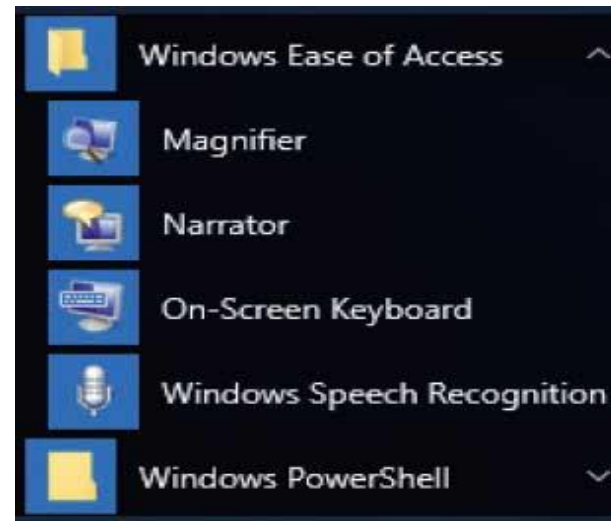 Windows Ease of Access
Magnifier
Narrator
On-Screen Keyboard
Windows Speech Recognition
Windows PowerShell